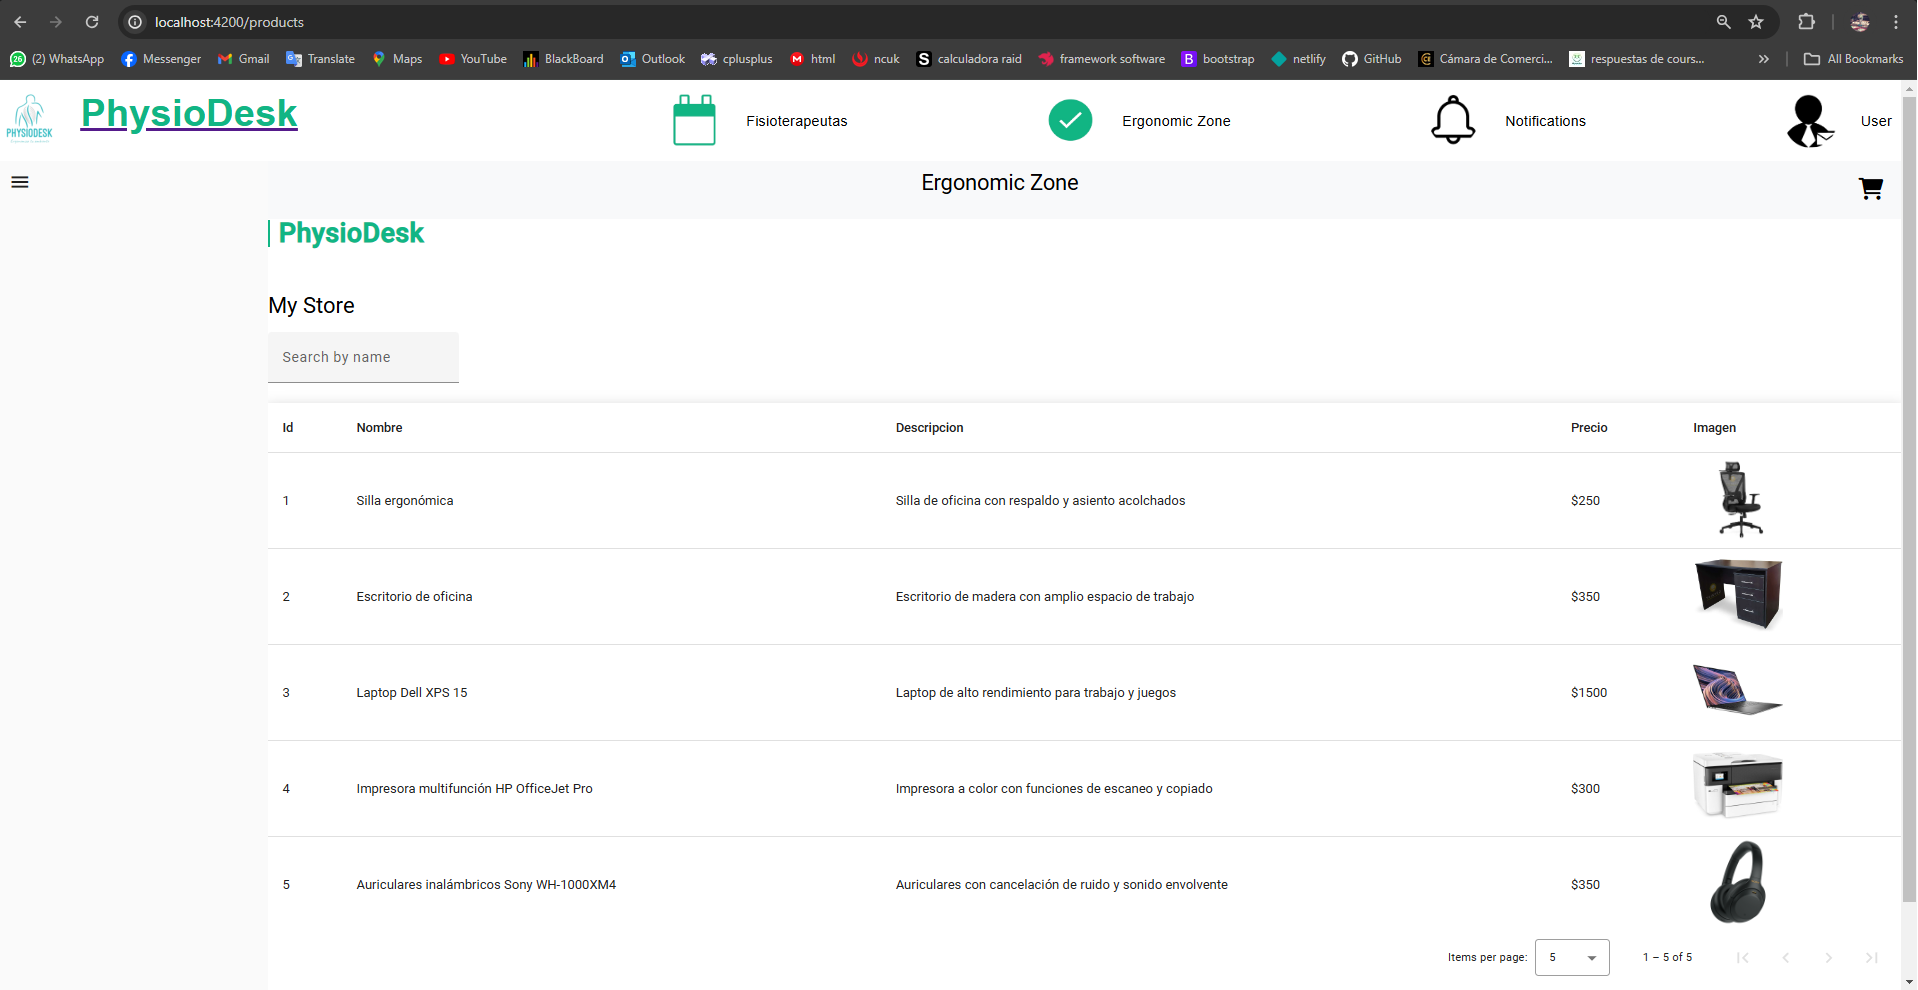 localhost:4200/products
(2) WhatsApp Messenger Gmail Translate Maps YouTube BlackBoard Outlook cplusplus html ncuk calculadora raid framework software bootstrap netlify GitHub Cámara de Comerci... respuestas de cours... » All Bookmarks
PHYSIODESK
PhysioDesk
Fisioterapeutas
Ergonomic Zone
Notifications
User
Ergonomic Zone
PhysioDesk
My Store
Search by name
Id Nombre Descripcion Precio Imagen
1 Silla ergonómica Silla de oficina con respaldo y asiento acolchados $250
2 Escritorio de oficina Escritorio de madera con amplio espacio de trabajo $350
3 Laptop Dell XPS 15 Laptop de alto rendimiento para trabajo y juegos $1500
4 Impresora multifunción HP OfficeJet Pro Impresora a color con funciones de escaneo y copiado $300
5 Auriculares inalámbricos Sony WH-1000XM4 Auriculares con cancelación de ruido y sonido envolvente $350
Items per page: 5 1 – 5 of 5